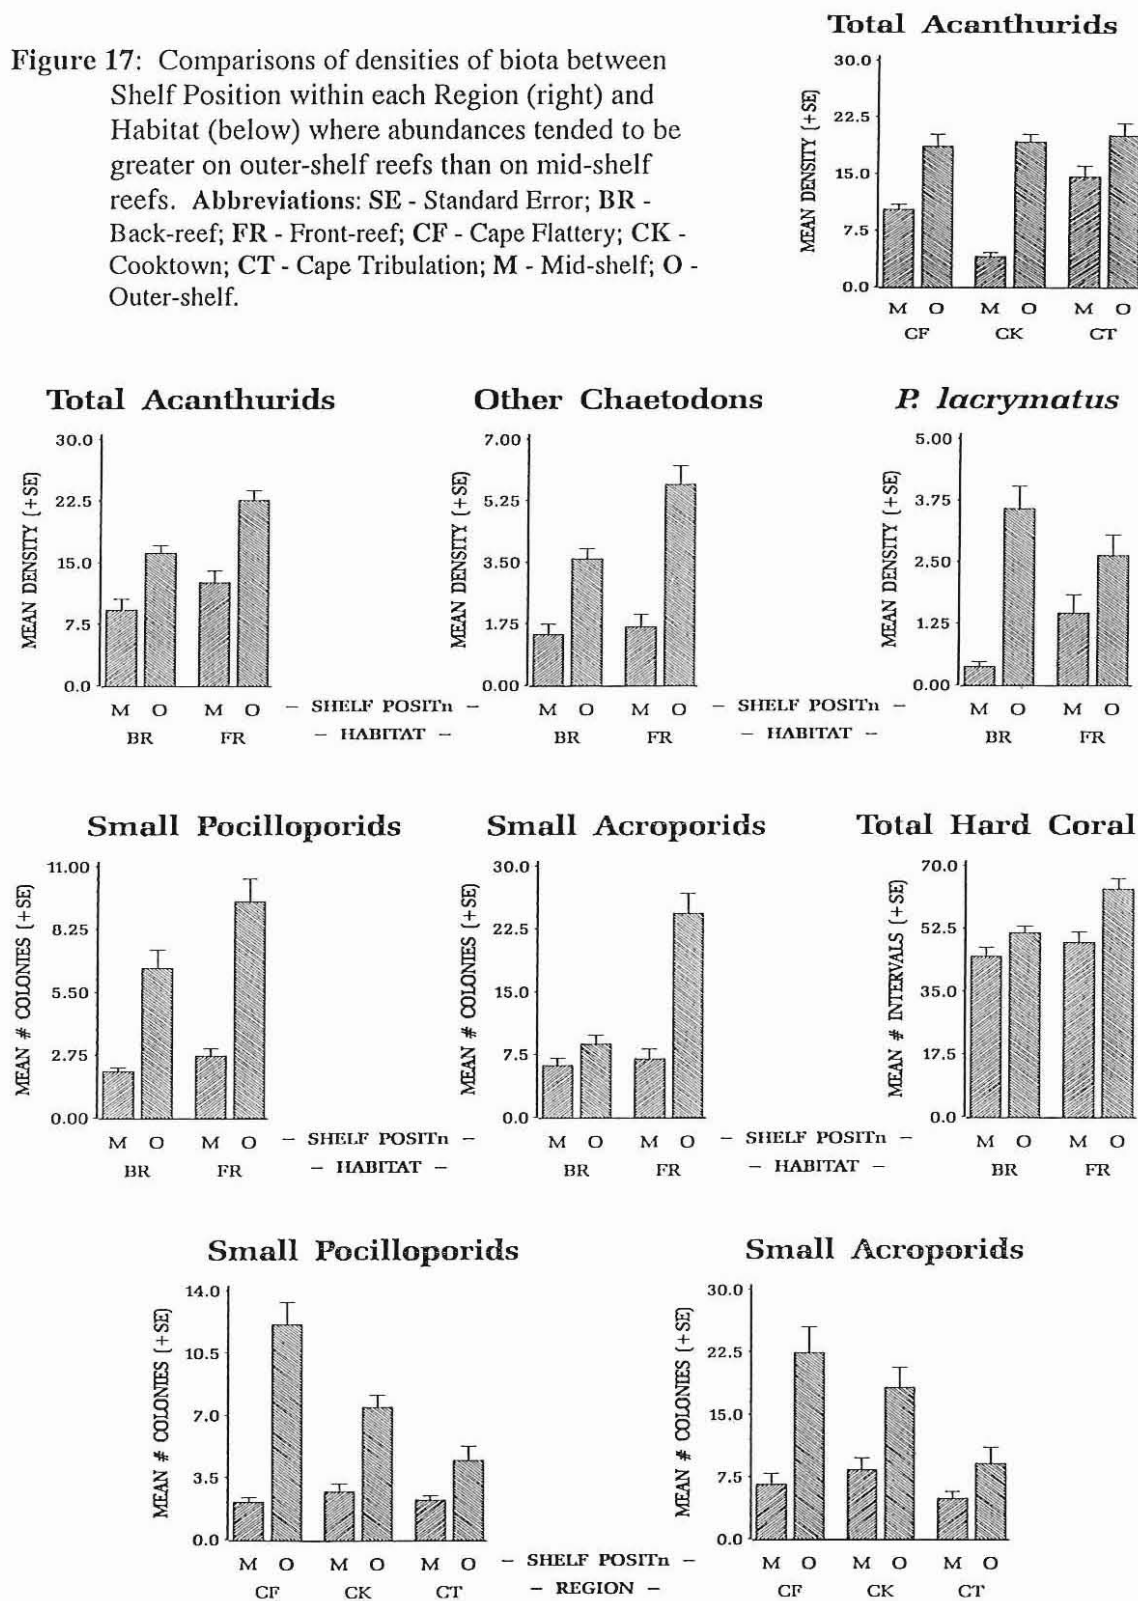 Total Acanthurids
Figure 17: Comparisons of densities of biota between
Shelf Position within each Region (right) and
Habitat (below) where abundances tended to be
greater on outer-shelf reefs than on mid-shelf
reefs. Abbreviations: SE - Standard Error; BR -
Back-reef; FR - Front-reef; CF - Cape Flattery; CK -
Cooktown; CT - Cape Tribulation; M - Mid-shelf; O -
Outer-shelf.
MEAN DENSITY (+SE)
30.0
22.5
15.0
7.5
0.0
M O M O M O
CF CK CT
Total Acanthurids
MEAN DENSITY (+SE)
30.0
22.5
15.0
7.5
0.0
M O M O
BR FR
– SHELF POSITn –
– HABITAT –
Other Chaetodons
MEAN DENSITY (+SE)
7.00
5.25
3.50
1.75
0.00
M O M O
BR FR
– SHELF POSITn –
– HABITAT –
P. lacrymatus
MEAN DENSITY (+SE)
5.00
3.75
2.50
1.25
0.00
M O M O
BR FR
Small Pocilloporids
MEAN # COLONIES (+SE)
11.00
8.25
5.50
2.75
0.00
M O M O
BR FR
– SHELF POSITn –
– HABITAT –
Small Acroporids
MEAN # COLONIES (+SE)
30.0
22.5
15.0
7.5
0.0
M O M O
BR FR
– SHELF POSITn –
– HABITAT –
Total Hard Coral
MEAN # INTERVALS (+SE)
70.0
52.5
35.0
17.5
0.0
M O M O
BR FR
Small Pocilloporids
MEAN # COLONIES (+SE)
14.0
10.5
7.0
3.5
0.0
M O M O M O
CF CK CT
– SHELF POSITn –
– REGION –
Small Acroporids
MEAN # COLONIES (+SE)
30.0
22.5
15.0
7.5
0.0
M O M O M O
CF CK CT